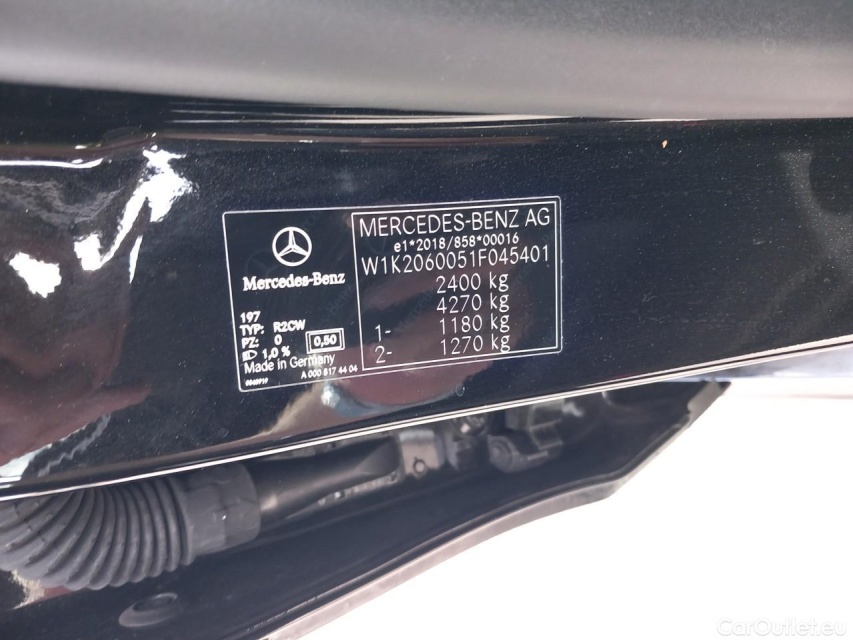 Mercedes-Benz
197
TYP: R2CW
PZ: 0
0,50
1,0 %
Made in Germany
A 000 817 44 04
MERCEDES-BENZ AG
e1*2018/858*00016
W1K2060051F045401
2400 kg
4270 kg
1- 1180 kg
2- 1270 kg
CarOutlet.eu